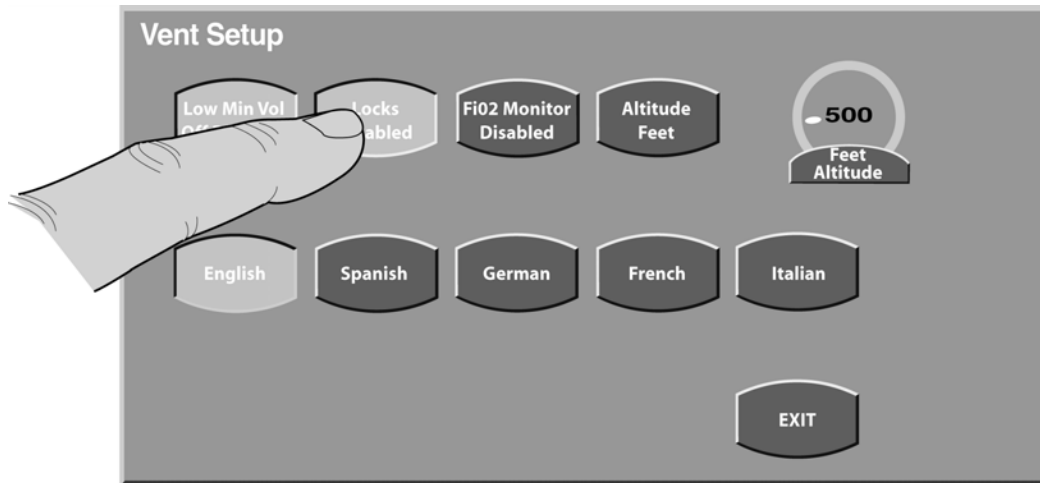 Vent Setup
Low Min Vol
Locks
Fi02 Monitor
Disabled
Altitude
Feet
500
Feet
Altitude
English
Spanish
German
French
Italian
EXIT